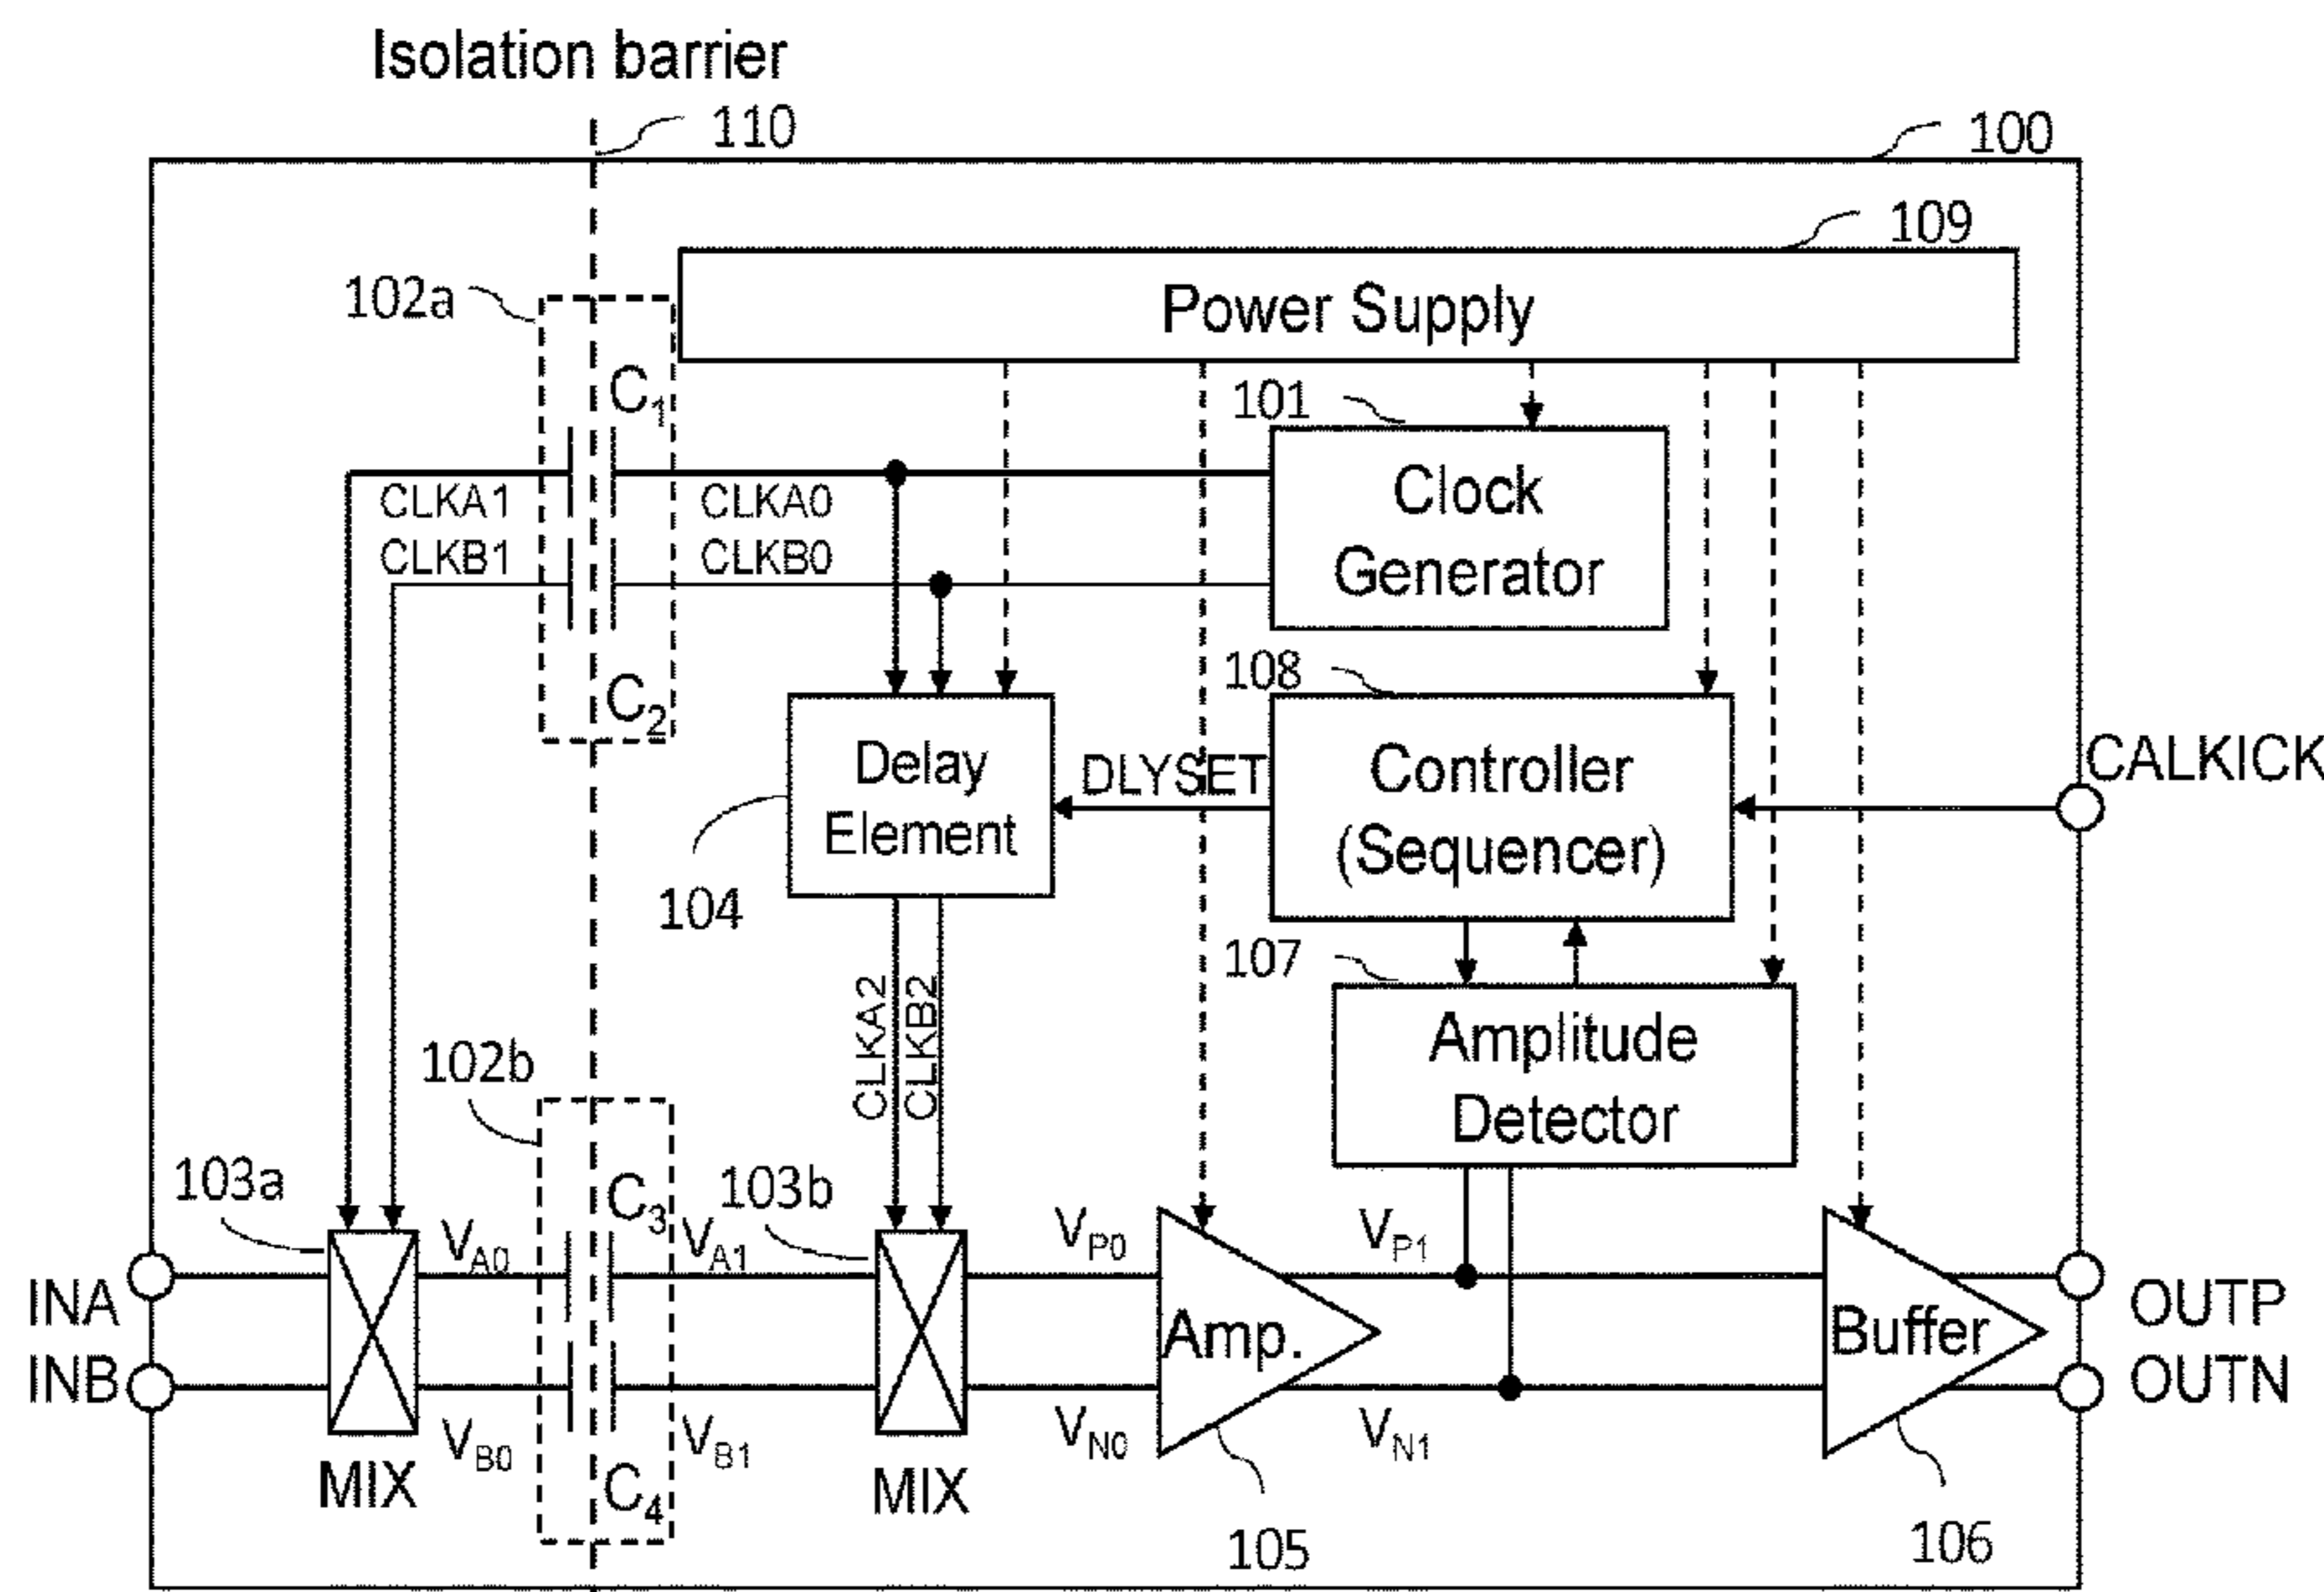 Isolation barrier
110
100
109
102a
Power Supply
C1
101
Clock
Generator
CLKA1
CLKA0
CLKB1
CLKB0
C2
108
Delay
Element
DLYSET
Controller
(Sequencer)
CALKICK
104
107
CLKA2
CLKB2
Amplitude
Detector
102b
103a
C3
103b
VA0
VA1
VP0
VP1
INA
INB
Amp.
Buffer
OUTP
OUTN
VB0
VB1
VN0
VN1
MIX
C4
MIX
105
106